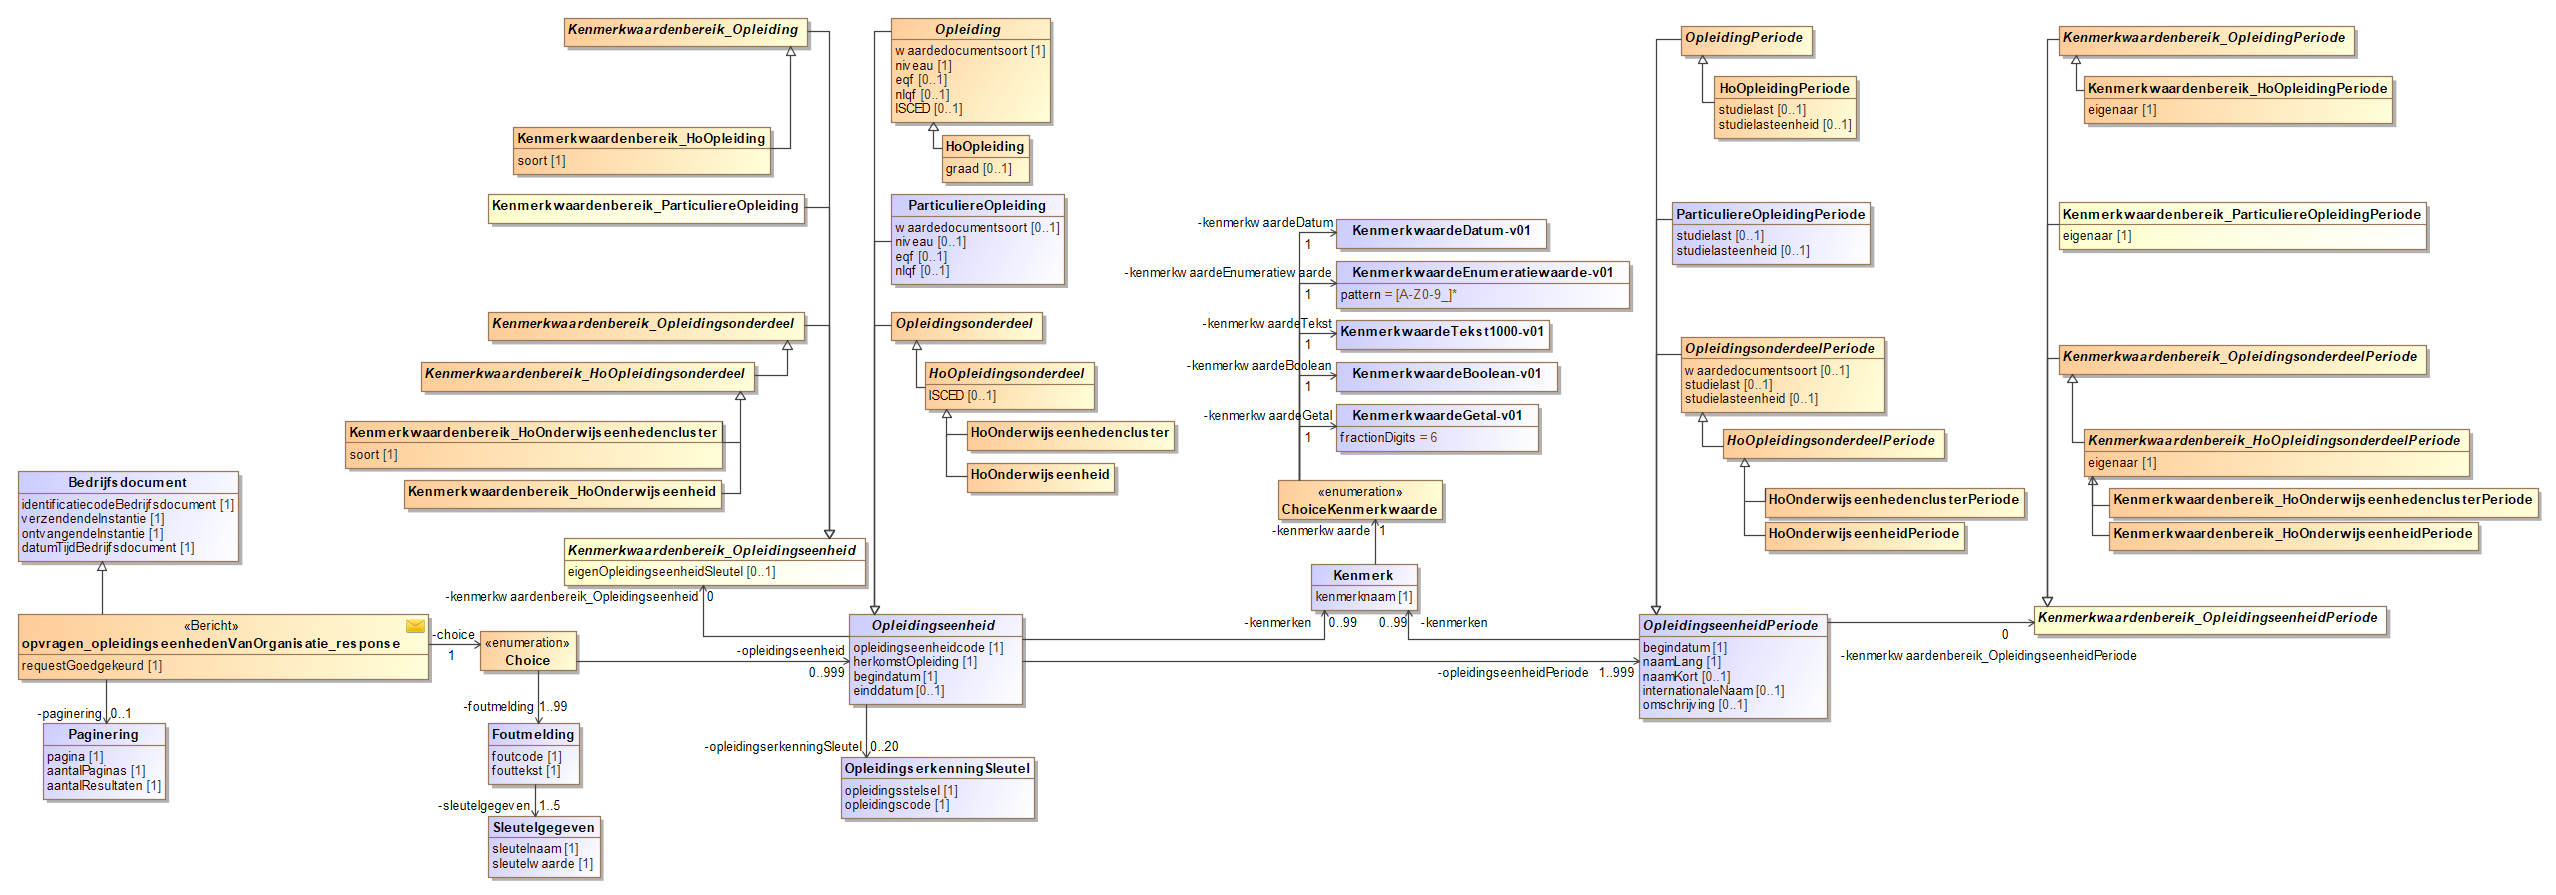 Kenmerkwaardenbereik_Opleiding
Kenmerkwaardenbereik_HoOpleiding
soort [1]
Kenmerkwaardenbereik_ParticuliereOpleiding
Kenmerkwaardenbereik_Opleidingsonderdeel
Kenmerkwaardenbereik_HoOpleidingsonderdeel
Kenmerkwaardenbereik_HoOnderwijseenhedencluster
soort [1]
Kenmerkwaardenbereik_HoOnderwijseenheid
Kenmerkwaardenbereik_Opleidingseenheid
eigenOpleidingseenheidSleutel [0..1]
-kenmerkwaardenbereik_Opleidingseenheid
0
Bedrijfsdocument
identificatiecodeBedrijfsdocument [1]
verzendendeInstantie [1]
ontvangendeInstantie [1]
datumTijdBedrijfsdocument [1]
«Bericht»
opvragen_opleidingseenhedenVanOrganisatie_response
requestGoedgekeurd [1]
-choice
1
-paginering
0..1
Paginering
pagina [1]
aantalPaginas [1]
aantalResultaten [1]
«enumeration»
Choice
-foutmelding
1..99
Foutmelding
foutcode [1]
fouttekst [1]
-sleutelgegeven
1..5
Sleutelgegeven
sleutelnaam [1]
sleutelwaarde [1]
-opleidingseenheid
0..999
Opleiding
waardedocumentsoort [1]
niveau [1]
eqf [0..1]
nlqf [0..1]
ISCED [0..1]
HoOpleiding
graad [0..1]
ParticuliereOpleiding
waardedocumentsoort [0..1]
niveau [0..1]
eqf [0..1]
nlqf [0..1]
Opleidingsonderdeel
HoOpleidingsonderdeel
ISCED [0..1]
HoOnderwijseenhedencluster
HoOnderwijseenheid
Opleidingseenheid
opleidingseenheidcode [1]
herkomstOpleiding [1]
begindatum [1]
einddatum [0..1]
-opleidingserkenningSleutel
0..20
OpleidingserkenningSleutel
opleidingsstelsel [1]
opleidingscode [1]
-kenmerkwaardeDatum
1
KenmerkwaardeDatum-v01
-kenmerkwaardeEnumeratiewaarde
1
KenmerkwaardeEnumeratiewaarde-v01
pattern = [A-Z0-9_]*
-kenmerkwaardeTekst
1
KenmerkwaardeTekst1000-v01
-kenmerkwaardeBoolean
1
KenmerkwaardeBoolean-v01
-kenmerkwaardeGetal
1
KenmerkwaardeGetal-v01
fractionDigits = 6
«enumeration»
ChoiceKenmerkwaarde
-kenmerkwaarde
1
Kenmerk
kenmerknaam [1]
-kenmerken
0..99
0..99
-kenmerken
-opleidingseenheidPeriode
1..999
OpleidingPeriode
HoOpleidingPeriode
studielast [0..1]
studielasteenheid [0..1]
ParticuliereOpleidingPeriode
studielast [0..1]
studielasteenheid [0..1]
OpleidingsonderdeelPeriode
waardedocumentsoort [0..1]
studielast [0..1]
studielasteenheid [0..1]
HoOpleidingsonderdeelPeriode
HoOnderwijseenhedenclusterPeriode
HoOnderwijseenheidPeriode
OpleidingseenheidPeriode
begindatum [1]
naamLang [1]
naamKort [0..1]
internationaleNaam [0..1]
omschrijving [0..1]
0
-kenmerkwaardenbereik_OpleidingseenheidPeriode
Kenmerkwaardenbereik_OpleidingPeriode
Kenmerkwaardenbereik_HoOpleidingPeriode
eigenaar [1]
Kenmerkwaardenbereik_ParticuliereOpleidingPeriode
eigenaar [1]
Kenmerkwaardenbereik_OpleidingsonderdeelPeriode
Kenmerkwaardenbereik_HoOpleidingsonderdeelPeriode
eigenaar [1]
Kenmerkwaardenbereik_HoOnderwijseenhedenclusterPeriode
Kenmerkwaardenbereik_HoOnderwijseenheidPeriode
Kenmerkwaardenbereik_OpleidingseenheidPeriode